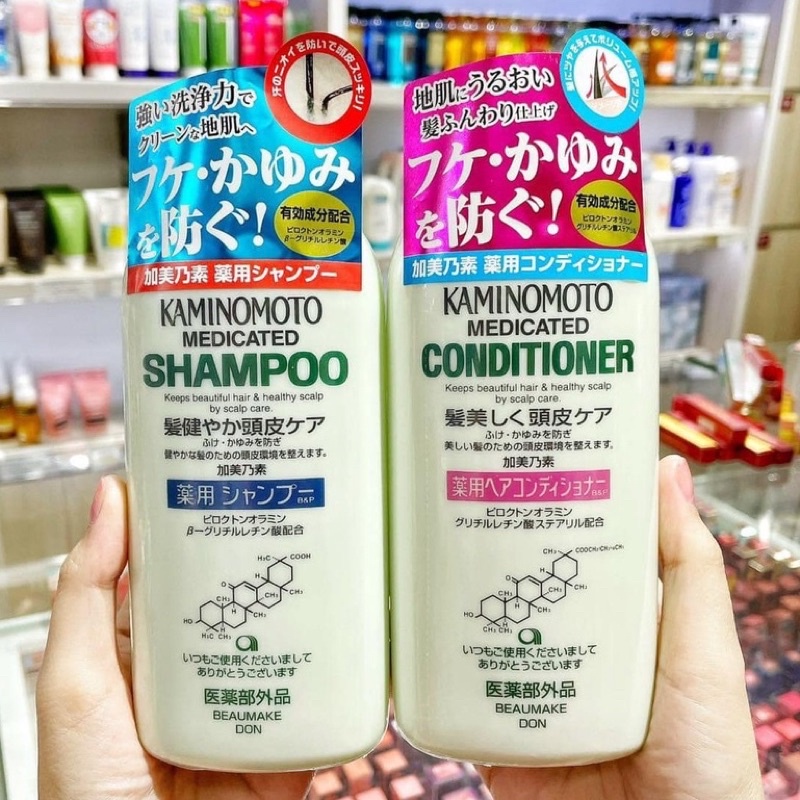 汗のニオイを防いで頭皮スッキリ!
強い洗浄力で
クリーンな地肌へ
フケ・かゆみ
を防ぐ!
有効成分配合
ピロクトンオラミン
β-グリチルレチン酸
加美乃素 薬用シャンプー
KAMINOMOTO
MEDICATED
SHAMPOO
Keeps beautiful hair & healthy scalp
by scalp care.
髪健やか頭皮ケア
ふけ・かゆみを防ぎ
健やかな髪のための頭皮環境を整えます。
加美乃素
薬用 シャンプー B&P
ピロクトンオラミン
β-グリチルレチン酸配合
H₃C
COOH
H
O
CH₃
CH₃
CH₃
H
HO
H
H₃C CH₃
いつもご使用くださいまして
ありがとうございます
医薬部外品
BEAUMAKE
DON
地肌にうるおい
髪ふんわり仕上げ
フケ・かゆみ
を防ぐ!
有効成分配合
ピロクトンオラミン
グリチルレチン酸ステアリル
加美乃素 薬用コンディショナー
KAMINOMOTO
MEDICATED
CONDITIONER
Keeps beautiful hair & healthy scalp
by scalp care.
髪美しく頭皮ケア
ふけ・かゆみを防ぎ
美しい髪のための頭皮環境を整えます。
加美乃素
薬用ヘアコンディショナー B&P
ピロクトンオラミン
グリチルレチン酸ステアリル配合
CH₃
H
O
CH₃
CH₃
CH₃
H
HO
H
H₃C CH₃
いつもご使用くださいまして
ありがとうございます
医薬部外品
BEAUMAKE
DON